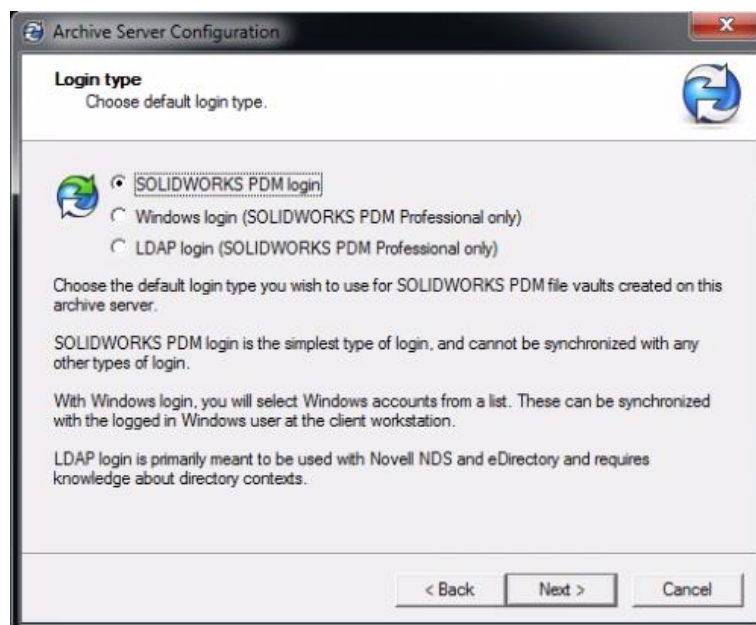 Archive Server Configuration
Login type
Choose default login type.
SOLIDWORKS PDM login
Windows login (SOLIDWORKS PDM Professional only)
LDAP login (SOLIDWORKS PDM Professional only)
Choose the default login type you wish to use for SOLIDWORKS PDM file vaults created on this
archive server.
SOLIDWORKS PDM login is the simplest type of login, and cannot be synchronized with any
other types of login.
With Windows login, you will select Windows accounts from a list. These can be synchronized
with the logged in Windows user at the client workstation.
LDAP login is primarily meant to be used with Novell NDS and eDirectory and requires
knowledge about directory contexts.
< Back Next > Cancel